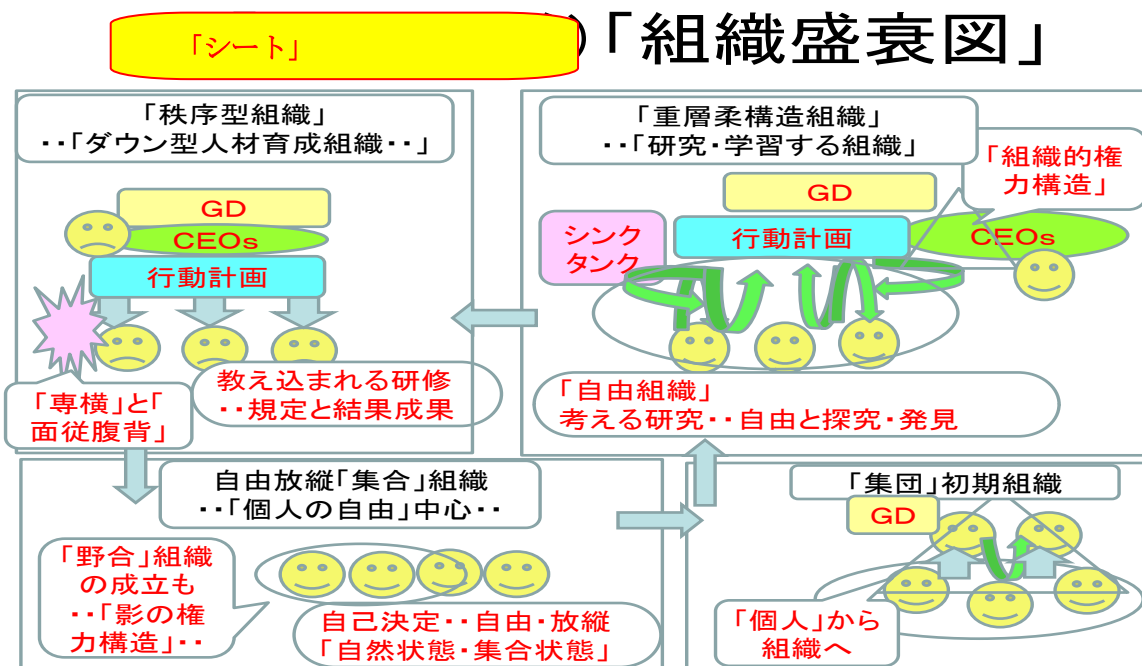 「シート」
「組織盛衰図」
「秩序型組織」
‥「ダウン型人材育成組織‥」
GD
CEOs
行動計画
教え込まれる研修
‥規定と結果成果
「専横」と「
面従腹背」
「重層柔構造組織」
‥「研究・学習する組織」
「組織的権
力構造」
GD
シンク
タンク
行動計画
CEOs
「自由組織」
考える研究‥自由と探究・発見
自由放縦「集合」組織
‥「個人の自由」中心‥
「野合」組織
の成立も
‥「影の権
力構造」‥
自己決定‥自由・放縦
「自然状態・集合状態」
「集団」初期組織
GD
「個人」から
組織へ